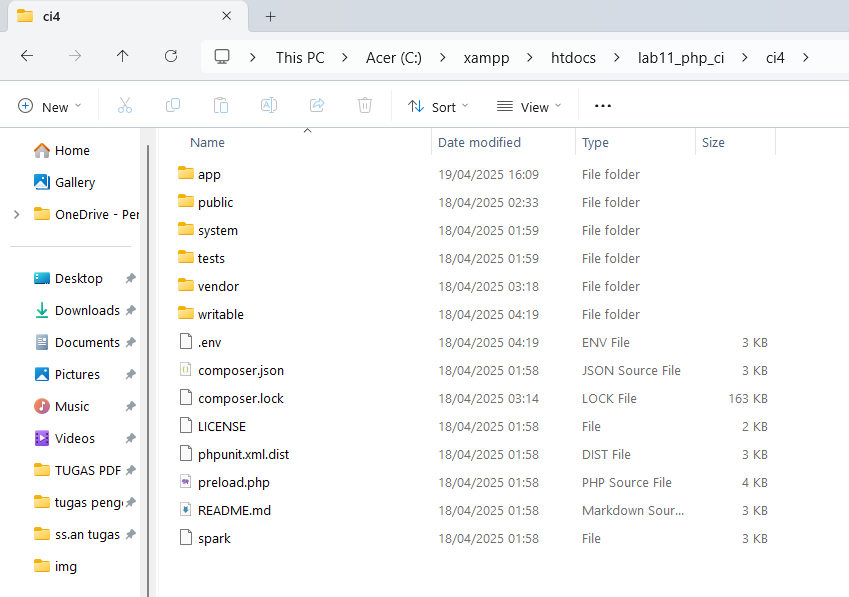 ci4
This PC > Acer (C:) > xampp > htdocs > lab11_php_ci > ci4 >
New Sort View ...
Name Date modified Type Size
Home
Gallery
OneDrive - Per
Desktop
Downloads
Documents
Pictures
Music
Videos
TUGAS PDF
tugas peng
ss.an tugas
img
app 19/04/2025 16:09 File folder
public 18/04/2025 02:33 File folder
system 18/04/2025 01:59 File folder
tests 18/04/2025 01:59 File folder
vendor 18/04/2025 03:18 File folder
writable 18/04/2025 04:19 File folder
.env 18/04/2025 04:19 ENV File 3 KB
composer.json 18/04/2025 01:58 JSON Source File 3 KB
composer.lock 18/04/2025 03:14 LOCK File 163 KB
LICENSE 18/04/2025 01:58 File 2 KB
phpunit.xml.dist 18/04/2025 01:58 DIST File 3 KB
preload.php 18/04/2025 01:58 PHP Source File 4 KB
README.md 18/04/2025 01:58 Markdown Sour... 3 KB
spark 18/04/2025 01:58 File 3 KB